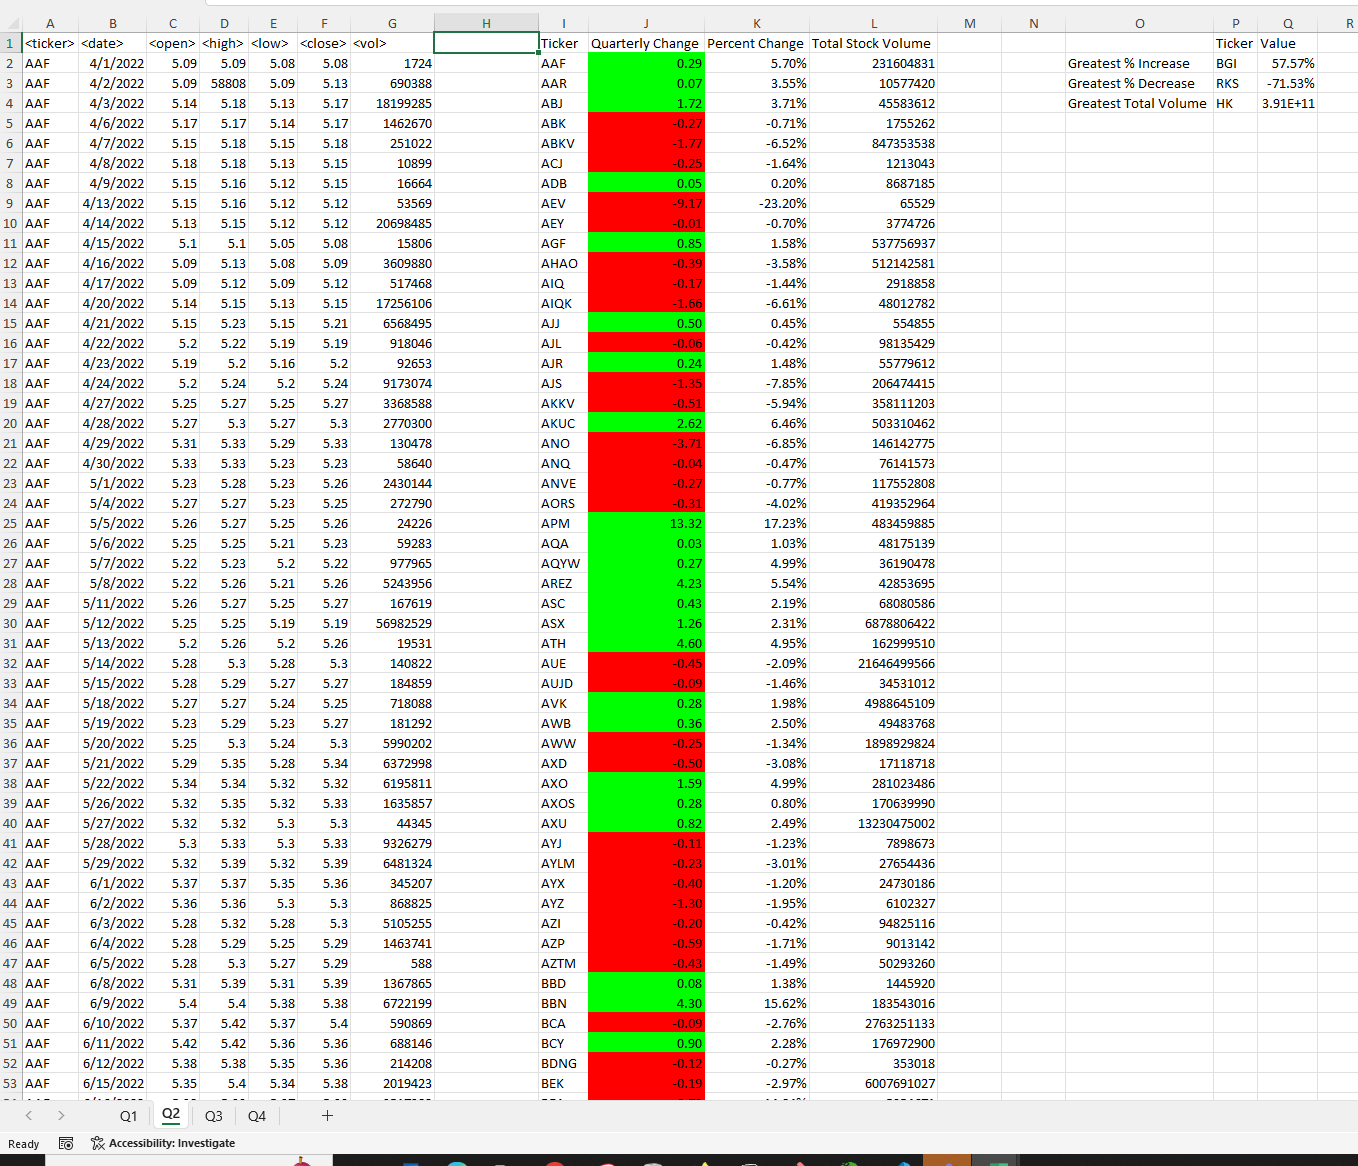 A B C D E F G H I J K L M N O P Q R
1 <ticker> <date> <open> <high> <low> <close> <vol> Ticker Quarterly Change Percent Change Total Stock Volume Ticker Value
2 AAF 4/1/2022 5.09 5.09 5.08 5.08 1724 AAF 0.29 5.70% 231604831 Greatest % Increase BGI 57.57%
3 AAF 4/2/2022 5.09 58808 5.09 5.13 690388 AAR 0.07 3.55% 10577420 Greatest % Decrease RKS -71.53%
4 AAF 4/3/2022 5.14 5.18 5.13 5.17 18199285 ABJ 1.72 3.71% 45583612 Greatest Total Volume HK 3.91E+11
5 AAF 4/6/2022 5.17 5.17 5.14 5.17 1462670 ABK -0.27 -0.71% 1755262
6 AAF 4/7/2022 5.15 5.18 5.15 5.18 251022 ABKV -1.77 -6.52% 847353538
7 AAF 4/8/2022 5.18 5.18 5.13 5.15 10899 ACJ -0.25 -1.64% 1213043
8 AAF 4/9/2022 5.15 5.16 5.12 5.15 16664 ADB 0.05 0.20% 8687185
9 AAF 4/13/2022 5.15 5.16 5.12 5.12 53569 AEV -9.17 -23.20% 65529
10 AAF 4/14/2022 5.13 5.15 5.12 5.12 20698485 AEY -0.01 -0.70% 3774726
11 AAF 4/15/2022 5.1 5.1 5.05 5.08 15806 AGF 0.85 1.58% 537756937
12 AAF 4/16/2022 5.09 5.13 5.08 5.09 3609880 AHAO -0.39 -3.58% 512142581
13 AAF 4/17/2022 5.09 5.12 5.09 5.12 517468 AIQ -0.17 -1.44% 2918858
14 AAF 4/20/2022 5.14 5.15 5.13 5.15 17256106 AIQK -1.66 -6.61% 48012782
15 AAF 4/21/2022 5.15 5.23 5.15 5.21 6568495 AJJ 0.50 0.45% 554855
16 AAF 4/22/2022 5.2 5.22 5.19 5.19 918046 AJL -0.06 -0.42% 98135429
17 AAF 4/23/2022 5.19 5.2 5.16 5.2 92653 AJR 0.24 1.48% 55779612
18 AAF 4/24/2022 5.2 5.24 5.2 5.24 9173074 AJS -1.35 -7.85% 206474415
19 AAF 4/27/2022 5.25 5.27 5.25 5.27 3368588 AKKV -0.51 -5.94% 358111203
20 AAF 4/28/2022 5.27 5.3 5.27 5.3 2770300 AKUC 2.62 6.46% 503310462
21 AAF 4/29/2022 5.31 5.33 5.29 5.33 130478 ANO -3.71 -6.85% 146142775
22 AAF 4/30/2022 5.33 5.33 5.23 5.23 58640 ANQ -0.04 -0.47% 76141573
23 AAF 5/1/2022 5.23 5.28 5.23 5.26 2430144 ANVE -0.27 -0.77% 117552808
24 AAF 5/4/2022 5.27 5.27 5.23 5.25 272790 AORS -0.31 -4.02% 419352964
25 AAF 5/5/2022 5.26 5.27 5.25 5.26 24226 APM 13.32 17.23% 483459885
26 AAF 5/6/2022 5.25 5.25 5.21 5.23 59283 AQA 0.03 1.03% 48175139
27 AAF 5/7/2022 5.22 5.23 5.2 5.22 977965 AQYW 0.27 4.99% 36190478
28 AAF 5/8/2022 5.22 5.26 5.21 5.26 5243956 AREZ 4.23 5.54% 42853695
29 AAF 5/11/2022 5.26 5.27 5.25 5.27 167619 ASC 0.43 2.19% 68080586
30 AAF 5/12/2022 5.25 5.25 5.19 5.19 56982529 ASX 1.26 2.31% 6878806422
31 AAF 5/13/2022 5.2 5.26 5.2 5.26 19531 ATH 4.60 4.95% 162999510
32 AAF 5/14/2022 5.28 5.3 5.28 5.3 140822 AUE -0.45 -2.09% 21646499566
33 AAF 5/15/2022 5.28 5.29 5.27 5.27 184859 AUJD -0.09 -1.46% 34531012
34 AAF 5/18/2022 5.27 5.27 5.24 5.25 718088 AVK 0.28 1.98% 4988645109
35 AAF 5/19/2022 5.23 5.29 5.23 5.27 181292 AWB 0.36 2.50% 49483768
36 AAF 5/20/2022 5.25 5.3 5.24 5.3 5990202 AWW -0.25 -1.34% 1898929824
37 AAF 5/21/2022 5.29 5.35 5.28 5.34 6372998 AXD -0.50 -3.08% 17118718
38 AAF 5/22/2022 5.34 5.34 5.32 5.32 6195811 AXO 1.59 4.99% 281023486
39 AAF 5/26/2022 5.32 5.35 5.32 5.33 1635857 AXOS 0.28 0.80% 170639990
40 AAF 5/27/2022 5.32 5.32 5.3 5.3 44345 AXU 0.82 2.49% 13230475002
41 AAF 5/28/2022 5.3 5.33 5.3 5.33 9326279 AYJ -0.11 -1.23% 7898673
42 AAF 5/29/2022 5.32 5.39 5.32 5.39 6481324 AYLM -0.23 -3.01% 27654436
43 AAF 6/1/2022 5.37 5.37 5.35 5.36 345207 AYX -0.40 -1.20% 24730186
44 AAF 6/2/2022 5.36 5.36 5.3 5.3 868825 AYZ -1.30 -1.95% 6102327
45 AAF 6/3/2022 5.28 5.32 5.28 5.3 5105255 AZI -0.20 -0.42% 94825116
46 AAF 6/4/2022 5.28 5.29 5.25 5.29 1463741 AZP -0.59 -1.71% 9013142
47 AAF 6/5/2022 5.28 5.3 5.27 5.29 588 AZTM -0.43 -1.49% 50293260
48 AAF 6/8/2022 5.31 5.39 5.31 5.39 1367865 BBD 0.08 1.38% 1445920
49 AAF 6/9/2022 5.4 5.4 5.38 5.38 6722199 BBN 4.30 15.62% 183543016
50 AAF 6/10/2022 5.37 5.42 5.37 5.4 590869 BCA -0.09 -2.76% 2763251133
51 AAF 6/11/2022 5.42 5.42 5.36 5.36 688146 BCY 0.90 2.28% 176972900
52 AAF 6/12/2022 5.38 5.38 5.35 5.36 214208 BDNG -0.12 -0.27% 353018
53 AAF 6/15/2022 5.35 5.4 5.34 5.38 2019423 BEK -0.19 -2.97% 6007691027
Q1 Q2 Q3 Q4
Ready Accessibility: Investigate